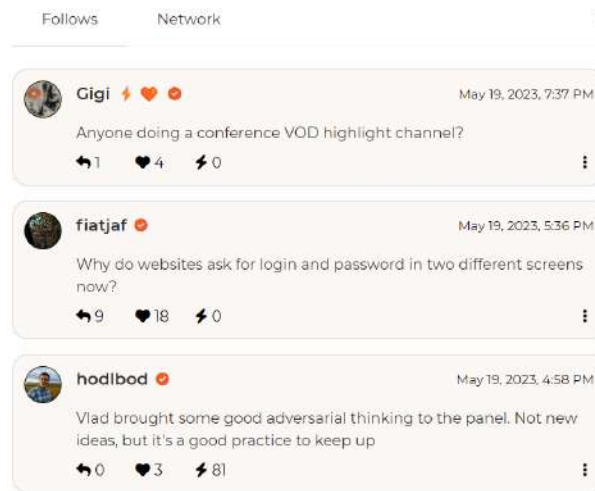 Follows Network
Gigi May 19, 2023, 7:37 PM
Anyone doing a conference VOD highlight channel?
1 4 0
fiatjaf May 19, 2023, 5:36 PM
Why do websites ask for login and password in two different screens
now?
9 18 0
hodlbod May 19, 2023, 4:58 PM
Vlad brought some good adversarial thinking to the panel. Not new
ideas, but it's a good practice to keep up
0 3 81